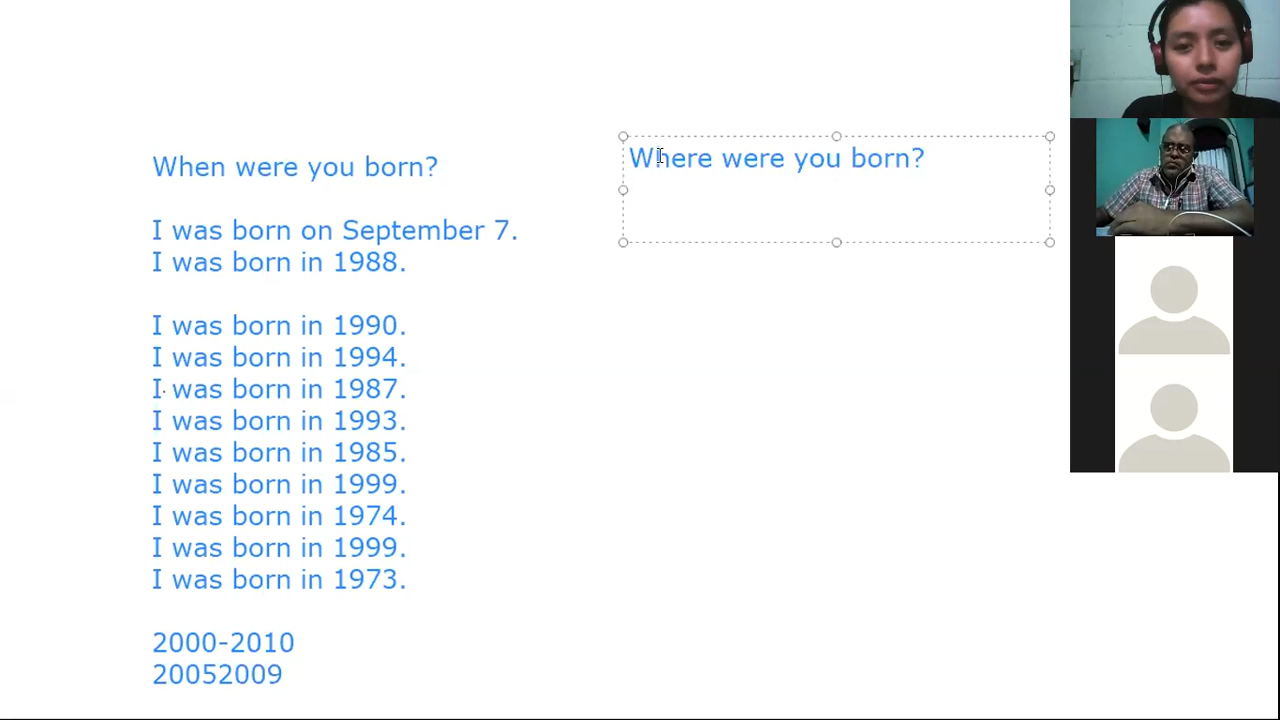 When were you born?
I was born on September 7.
I was born in 1988.
I was born in 1990.
I was born in 1994.
I was born in 1987.
I was born in 1993.
I was born in 1985.
I was born in 1999.
I was born in 1974.
I was born in 1999.
I was born in 1973.
2000-2010
20052009
Where were you born?